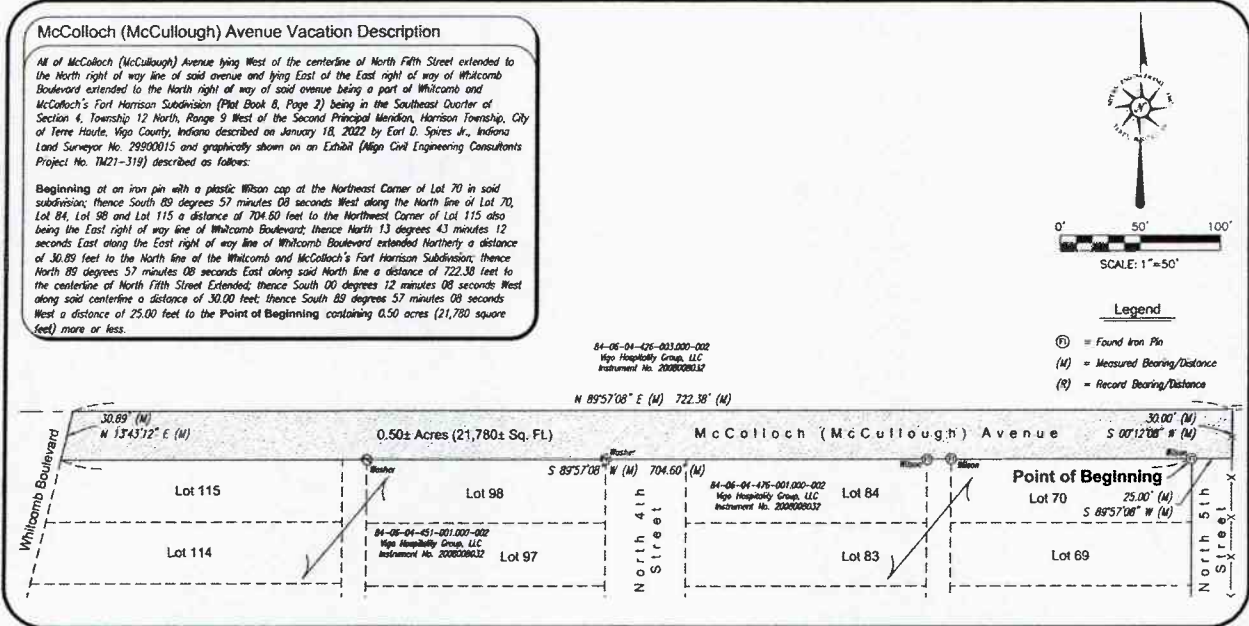 McColloch (McCullough) Avenue Vacation Description
All of McColloch (McCullough) Avenue lying West of the centerline of North Fifth Street extended to
the North right of way line of said avenue and lying East of the East right of way of Whitcomb
Boulevard extended to the North right of way of said avenue being a part of Whitcomb and
McColloch's Fort Harrison Subdivision (Plat Book 8, Page 2) being in the Southeast Quarter of
Section 4, Township 12 North, Range 9 West of the Second Principal Meridian, Harrison Township, City
of Terre Haute, Vigo County, Indiana described on January 18, 2022 by Earl D. Spires Jr., Indiana
Land Surveyor No. 29900015 and graphically shown on an Exhibit (Align Civil Engineering Consultants
Project No. TM21-319) described as follows:
Beginning at an iron pin with a plastic Wilson cap at the Northeast Corner of Lot 70 in said
subdivision; thence South 89 degrees 57 minutes 08 seconds West along the North line of Lot 70,
Lot 84, Lot 98 and Lot 115 a distance of 704.60 feet to the Northwest Corner of Lot 115 also
being the East right of way line of Whitcomb Boulevard; thence North 13 degrees 43 minutes 12
seconds East along the East right of way line of Whitcomb Boulevard extended Northerly a distance
of 30.89 feet to the North line of the Whitcomb and McColloch's Fort Harrison Subdivision; thence
North 89 degrees 57 minutes 08 seconds East along said North line a distance of 722.38 feet to
the centerline of North Fifth Street Extended; thence South 00 degrees 12 minutes 08 seconds West
along said centerline a distance of 30.00 feet; thence South 89 degrees 57 minutes 08 seconds
West a distance of 25.00 feet to the Point of Beginning containing 0.50 acres (21,780 square
feet) more or less.
N
0' 50' 100'
SCALE: 1"=50'
Legend
FI = Found Iron Pin
(M) = Measured Bearing/Distance
(R) = Record Bearing/Distance
84-06-04-426-003.000-002
Vigo Hospitality Group, LLC
Instrument No. 2008008032
N 89°57'08" E (M) 722.38' (M)
30.89' (M)
N 13°43'12" E (M)
0.50± Acres (21,780± Sq. Ft.)
McColloch (McCullough) Avenue
30.00' (M)
S 00°12'08" W (M)
Whitcomb Boulevard
Washer
Washer
S 89°57'08" W (M) 704.60' (M)
Wilson
Wilson
Wilson
Point of Beginning
25.00' (M)
S 89°57'08" W (M)
Lot 115
Lot 98
84-06-04-476-001.000-002
Vigo Hospitality Group, LLC
Instrument No. 2008008032
Lot 84
Lot 70
Lot 114
84-06-04-451-001.000-002
Vigo Hospitality Group, LLC
Instrument No. 2008008032
Lot 97
North 4th
Street
Lot 83
Lot 69
North 5th
Street